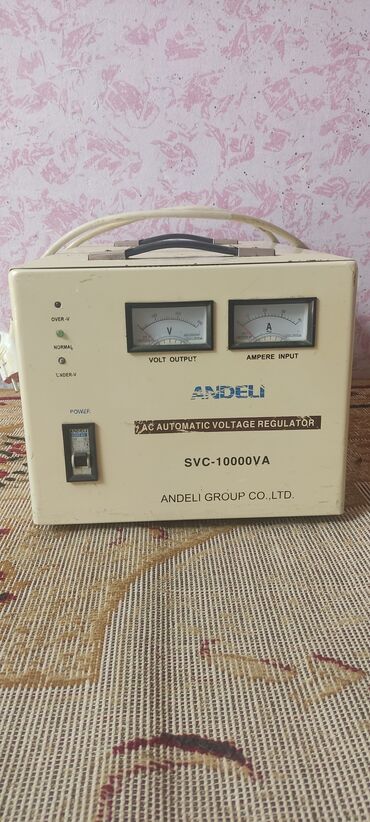 OVER-V
NORMAL
UNDER-V
V
VOLT OUTPUT
A
AMPERE INPUT
POWER
ANDELI
ANDELI
AC AUTOMATIC VOLTAGE REGULATOR
SVC-10000VA
ANDELI GROUP CO.,LTD.